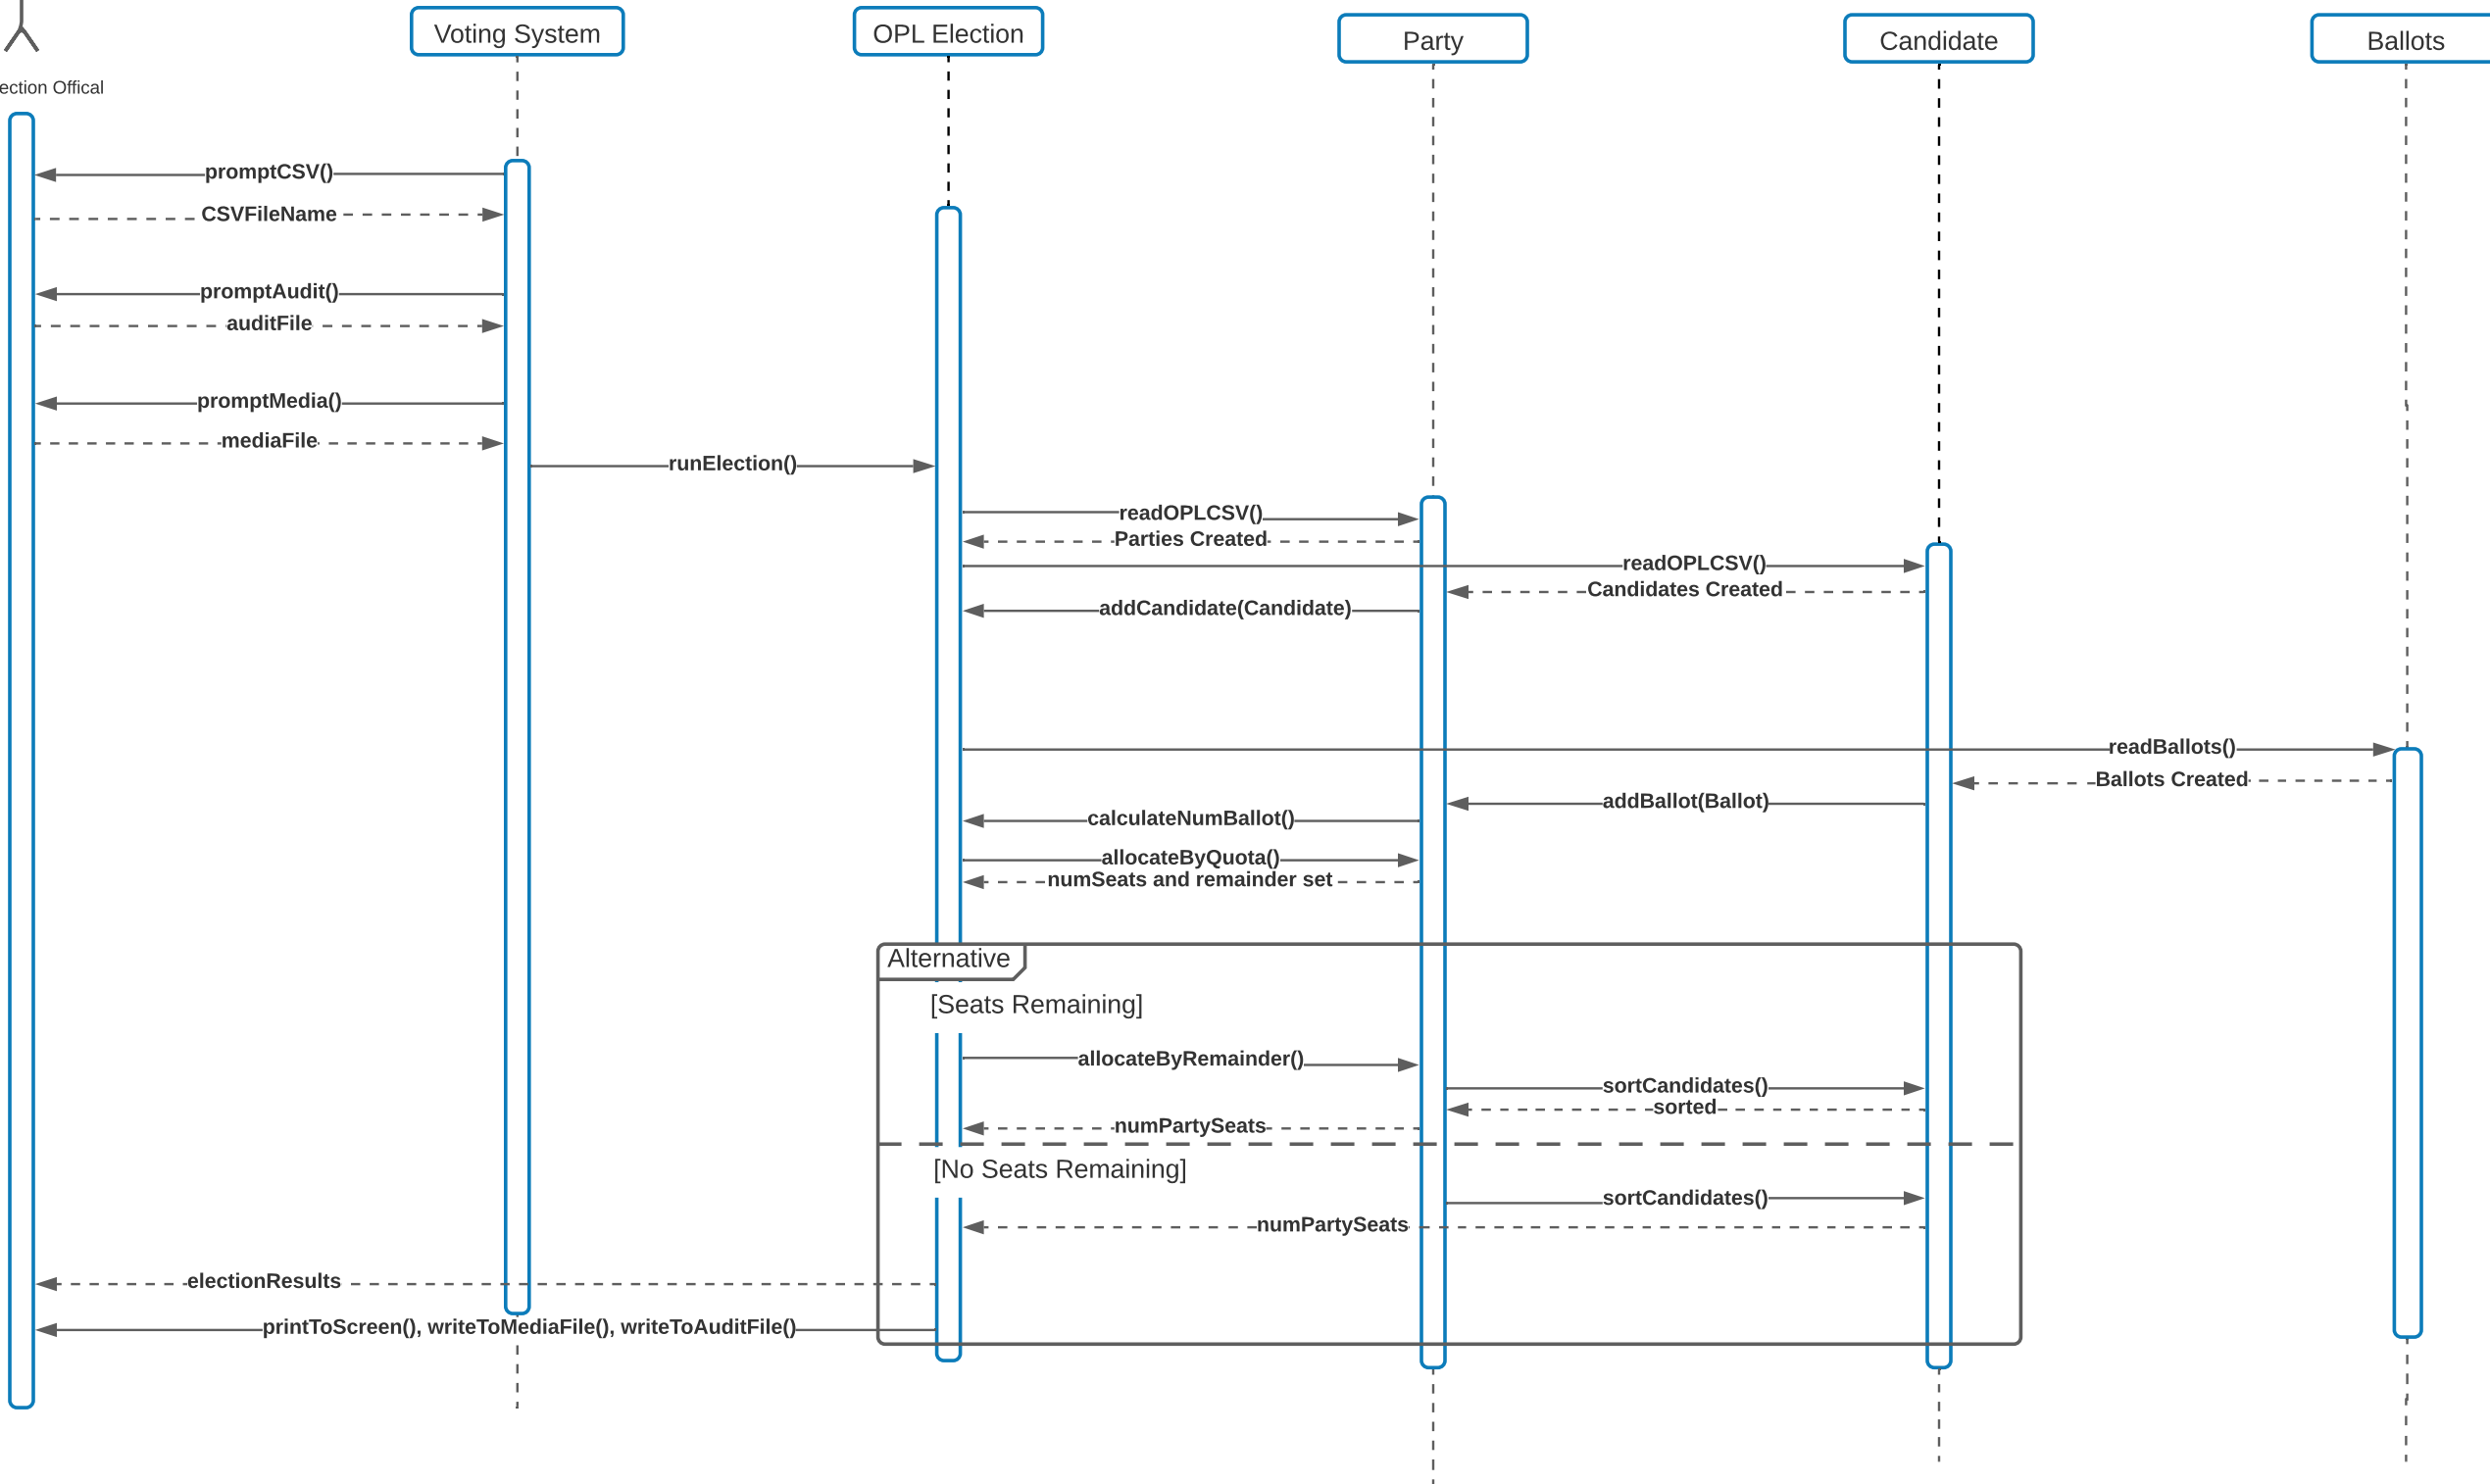 Voting System
OPL Election
Party
Candidate
Ballots
ection Offical
promptCSV()
CSVFileName
promptAudit()
auditFile
promptMedia()
mediaFile
runElection()
readOPLCSV()
Parties Created
readOPLCSV()
Candidates Created
addCandidate(Candidate)
readBallots()
Ballots Created
addBallot(Ballot)
calculateNumBallot()
allocateByQuota()
numSeats and remainder set
Alternative
[Seats Remaining]
allocateByRemainder()
sortCandidates()
sorted
numPartySeats
[No Seats Remaining]
sortCandidates()
numPartySeats
electionResults
printToScreen(), writeToMediaFile(), writeToAuditFile()